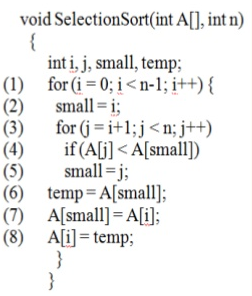 void SelectionSort(int A[], int n)
{
int i, j, small, temp;
(1) for(i = 0; i < n-1; i++) {
(2) small = i;
(3) for(j = i+1; j < n; j++)
(4) if(A[j] < A[small])
(5) small = j;
(6) temp = A[small];
(7) A[small] = A[i];
(8) A[i] = temp;
}
}